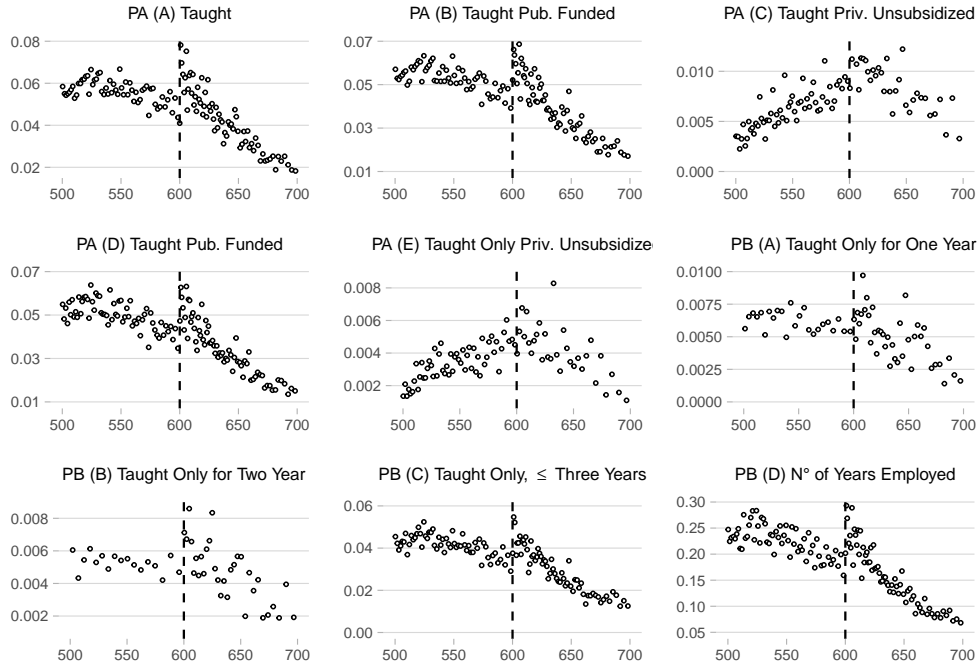 PA (A) Taught
PA (B) Taught Pub. Funded
PA (C) Taught Priv. Unsubsidized
0.08
0.06
0.04
0.02
500 550 600 650 700
0.07
0.05
0.03
0.01
500 550 600 650 700
0.010
0.005
0.000
500 550 600 650 700
PA (D) Taught Pub. Funded
PA (E) Taught Only Priv. Unsubsidize
PB (A) Taught Only for One Year
0.07
0.05
0.03
0.01
500 550 600 650 700
0.008
0.006
0.004
0.002
500 550 600 650 700
0.0100
0.0075
0.0050
0.0025
0.0000
500 550 600 650 700
PB (B) Taught Only for Two Year
PB (C) Taught Only, ≤ Three Years
PB (D) N° of Years Employed
0.008
0.006
0.004
0.002
500 550 600 650 700
0.06
0.04
0.02
0.00
500 550 600 650 700
0.30
0.25
0.20
0.15
0.10
0.05
500 550 600 650 700